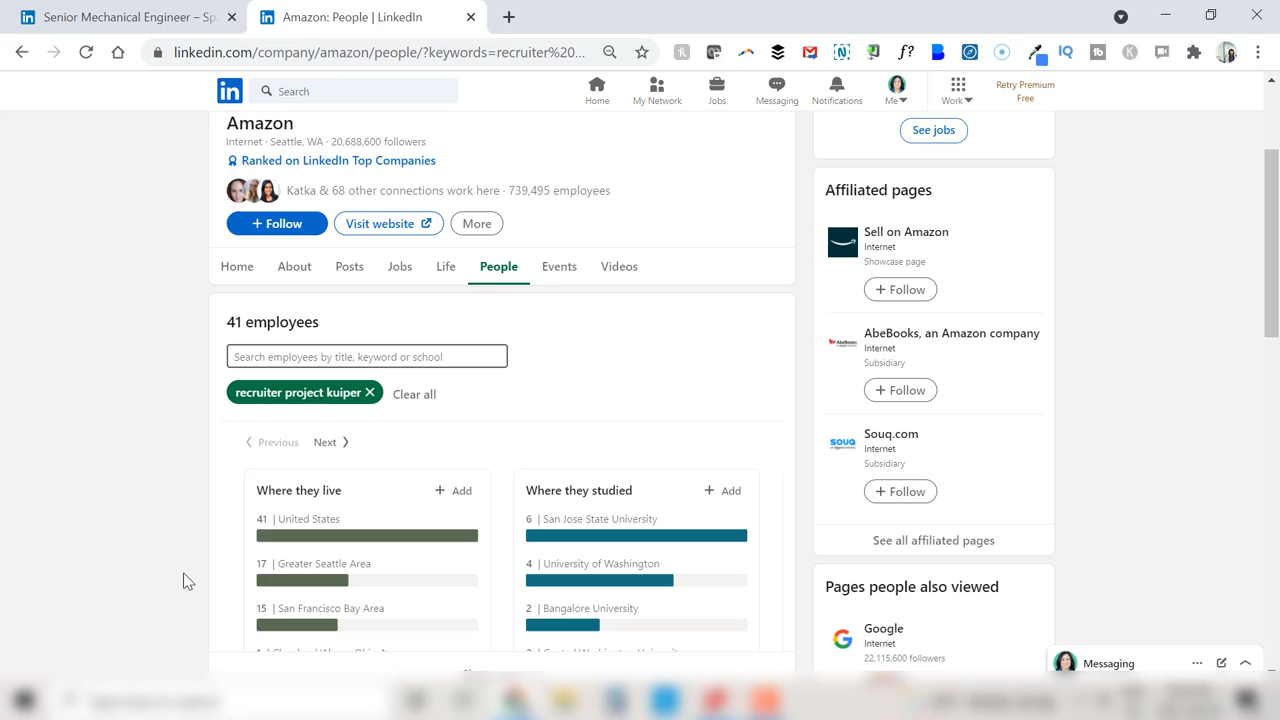 Senior Mechanical Engineer – Sp
Amazon: People | LinkedIn
linkedin.com/company/amazon/people/?keywords=recruiter%20...
Search
Home
My Network
Jobs
Messaging
Notifications
Me
Work
Retry Premium
Free
Amazon
Internet · Seattle, WA · 20,688,600 followers
Ranked on LinkedIn Top Companies
Katka & 68 other connections work here · 739,495 employees
+ Follow
Visit website
More
Home
About
Posts
Jobs
Life
People
Events
Videos
41 employees
Search employees by title, keyword or school
recruiter project kuiper
Clear all
Previous
Next
Where they live
+ Add
41 | United States
17 | Greater Seattle Area
15 | San Francisco Bay Area
Where they studied
+ Add
6 | San Jose State University
4 | University of Washington
2 | Bangalore University
See jobs
Affiliated pages
Sell on Amazon
Internet
Showcase page
+ Follow
AbeBooks, an Amazon company
Internet
Subsidiary
+ Follow
Souq.com
Internet
Subsidiary
+ Follow
See all affiliated pages
Pages people also viewed
Google
Internet
22,115,600 followers
Messaging